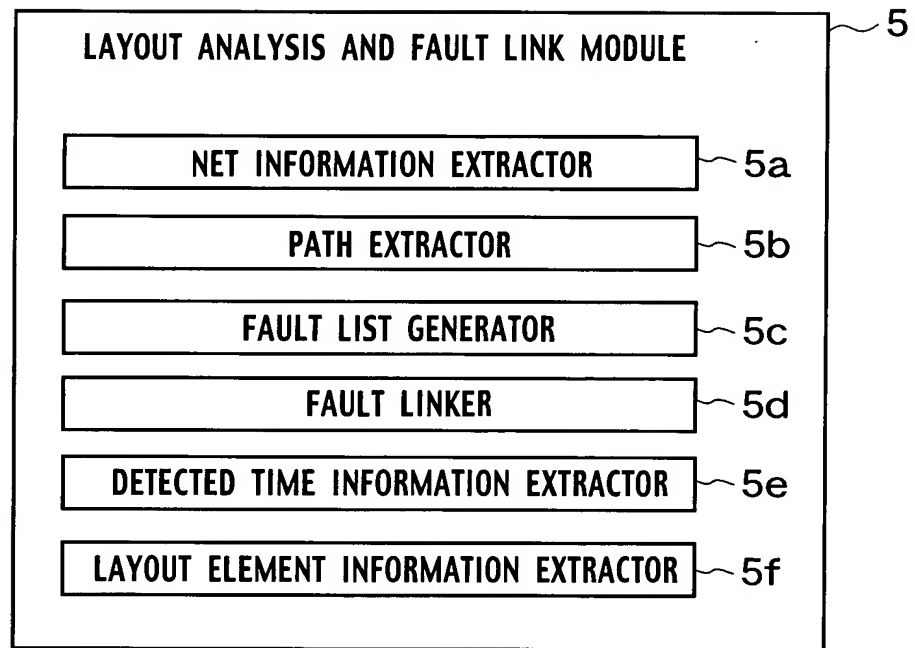 5
LAYOUT ANALYSIS AND FAULT LINK MODULE
NET INFORMATION EXTRACTOR 5a
PATH EXTRACTOR 5b
FAULT LIST GENERATOR 5c
FAULT LINKER 5d
DETECTED TIME INFORMATION EXTRACTOR 5e
LAYOUT ELEMENT INFORMATION EXTRACTOR 5f